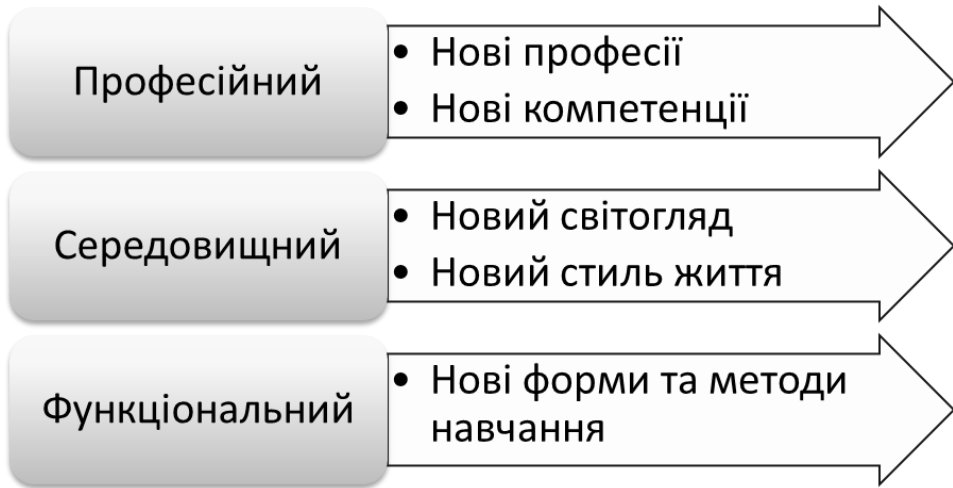 Професійний
• Нові професії
• Нові компетенції
Середовищний
• Новий світогляд
• Новий стиль життя
Функціональний
• Нові форми та методи
навчання